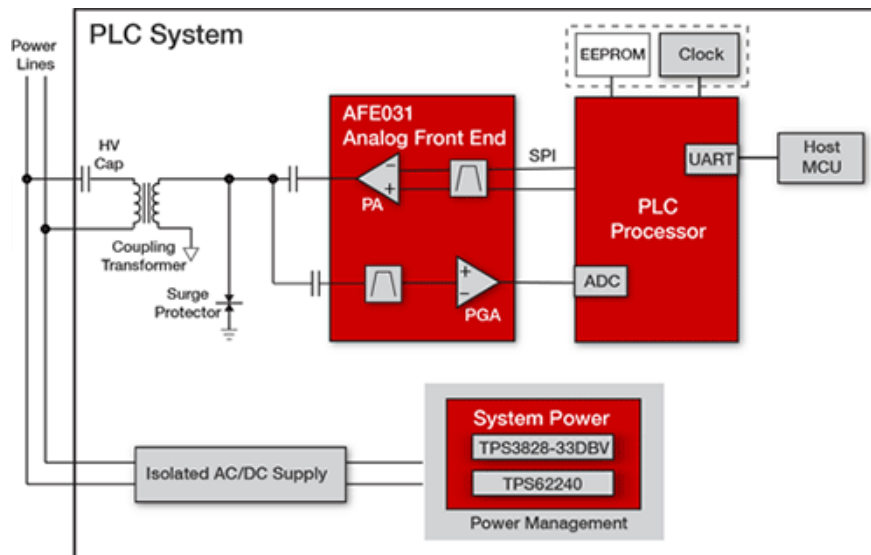 PLC System
Power
Lines
HV
Cap
Coupling
Transformer
Surge
Protector
AFE031
Analog Front End
PA
PGA
SPI
EEPROM
Clock
UART
PLC
Processor
ADC
Host
MCU
Isolated AC/DC Supply
System Power
TPS3828-33DBV
TPS62240
Power Management